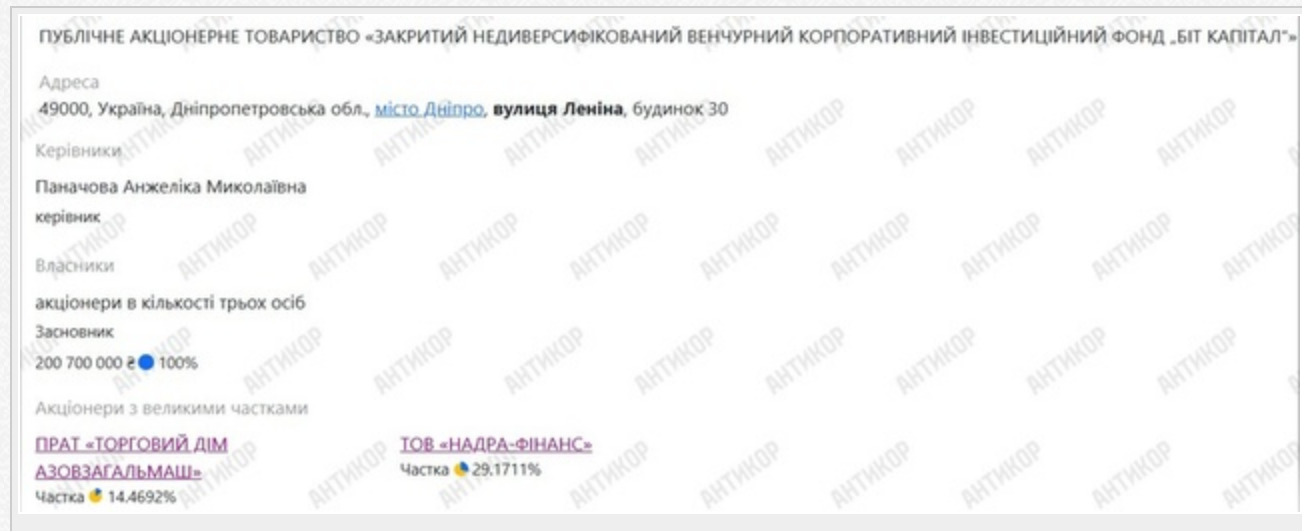 ПУБЛІЧНЕ АКЦІОНЕРНЕ ТОВАРИСТВО «ЗАКРИТИЙ НЕДИВЕРСИФІКОВАНИЙ ВЕНЧУРНИЙ КОРПОРАТИВНИЙ ІНВЕСТИЦІЙНИЙ ФОНД „БІТ КАПІТАЛ"»
Адреса
49000, Україна, Дніпропетровська обл., місто Дніпро, вулиця Леніна, будинок 30
Керівники
Паначова Анжеліка Миколаївна
керівник
Власники
акціонери в кількості трьох осіб
Засновник
200 700 000 ₴ 100%
Акціонери з великими частками
ПРАТ «ТОРГОВИЙ ДІМ АЗОВЗАГАЛЬМАШ»
Частка 14.4692%
ТОВ «НАДРА-ФІНАНС»
Частка 29.1711%
АНТИКОР